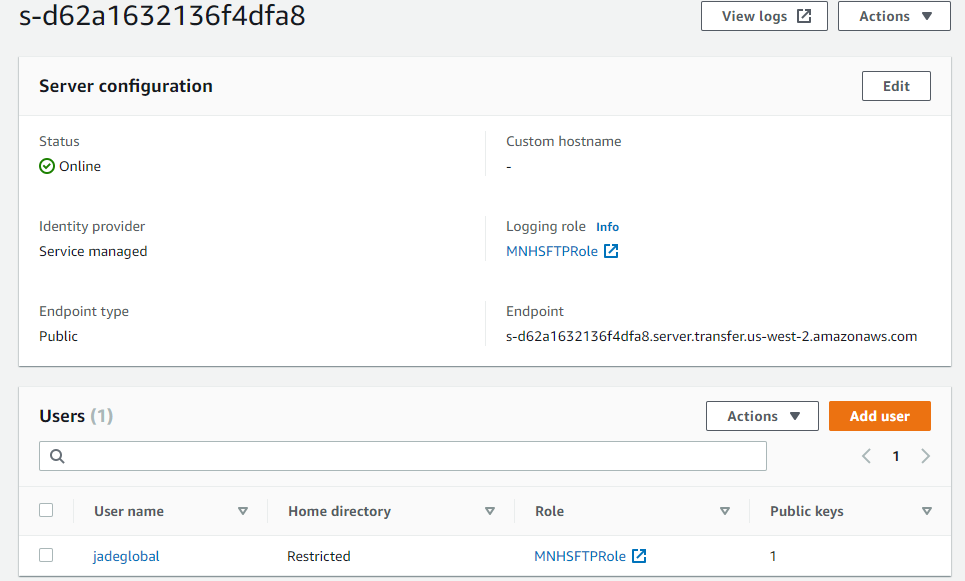 s-d62a1632136f4dfa8
View logs
Actions
Server configuration
Edit
Status
Online
Custom hostname
-
Identity provider
Service managed
Logging role Info
MNHSFTPRole
Endpoint type
Public
Endpoint
s-d62a1632136f4dfa8.server.transfer.us-west-2.amazonaws.com
Users (1)
Actions
Add user
1
User name Home directory Role Public keys
jadeglobal Restricted MNHSFTPRole 1